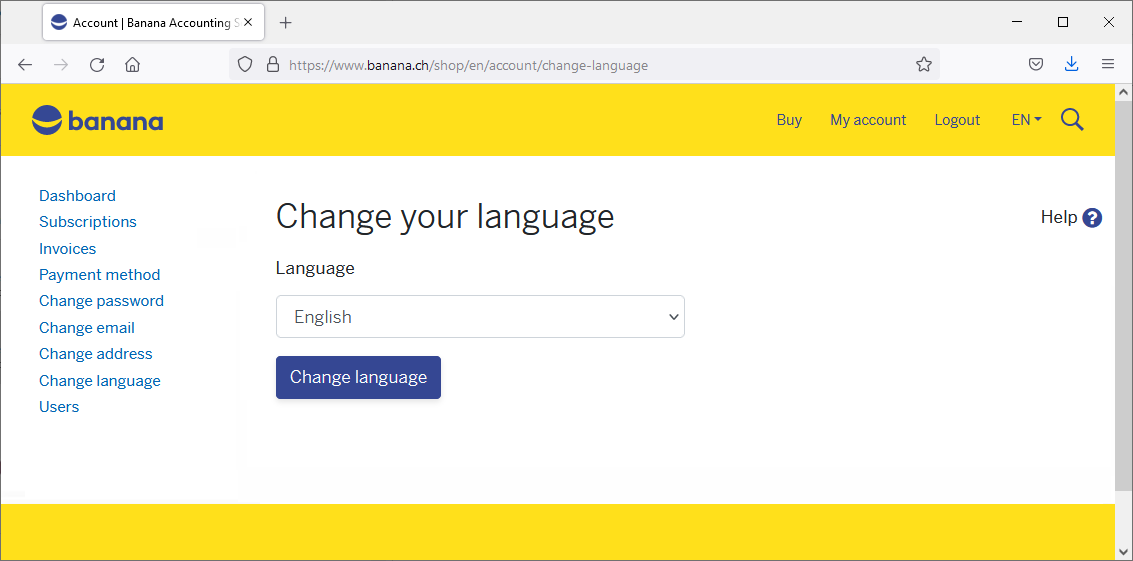 Account | Banana Accounting S
https://www.banana.ch/shop/en/account/change-language
banana
Buy My account Logout EN
Dashboard
Subscriptions
Invoices
Payment method
Change password
Change email
Change address
Change language
Users
Change your language
Help ?
Language
English
Change language